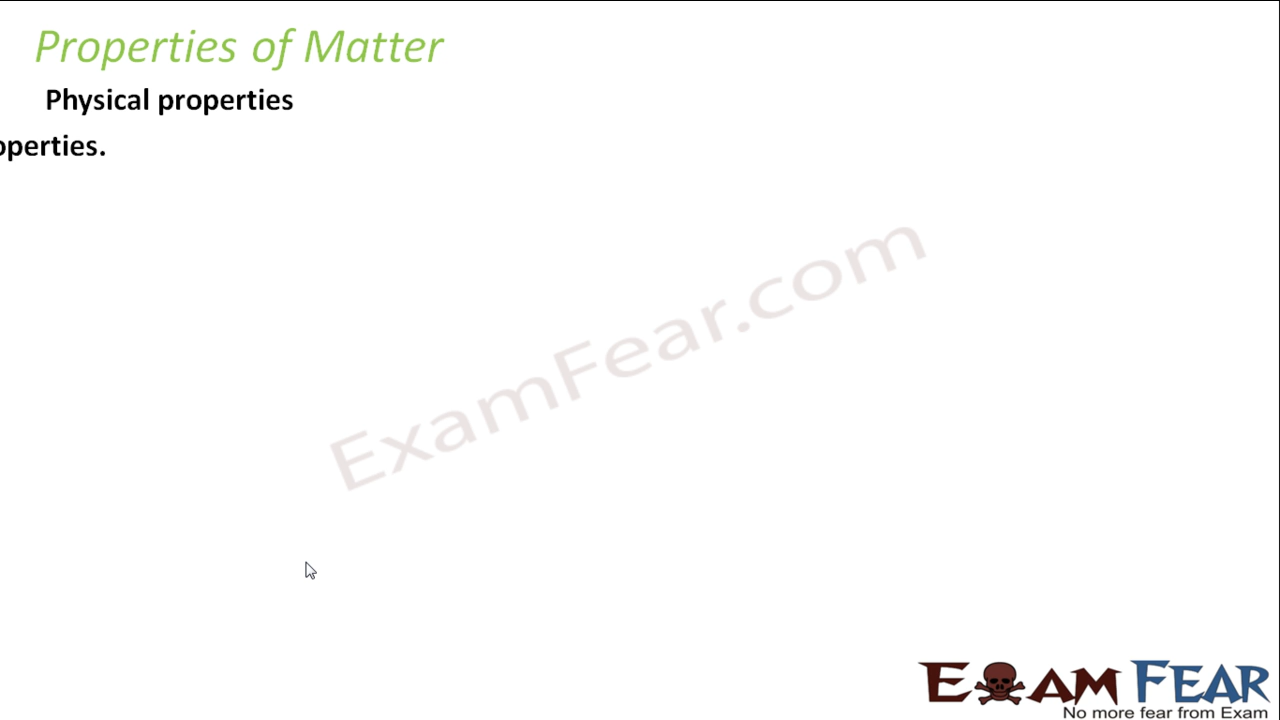 Properties of Matter
Physical properties
operties.
ExamFear.com
EXAM FEAR
No more fear from Exam